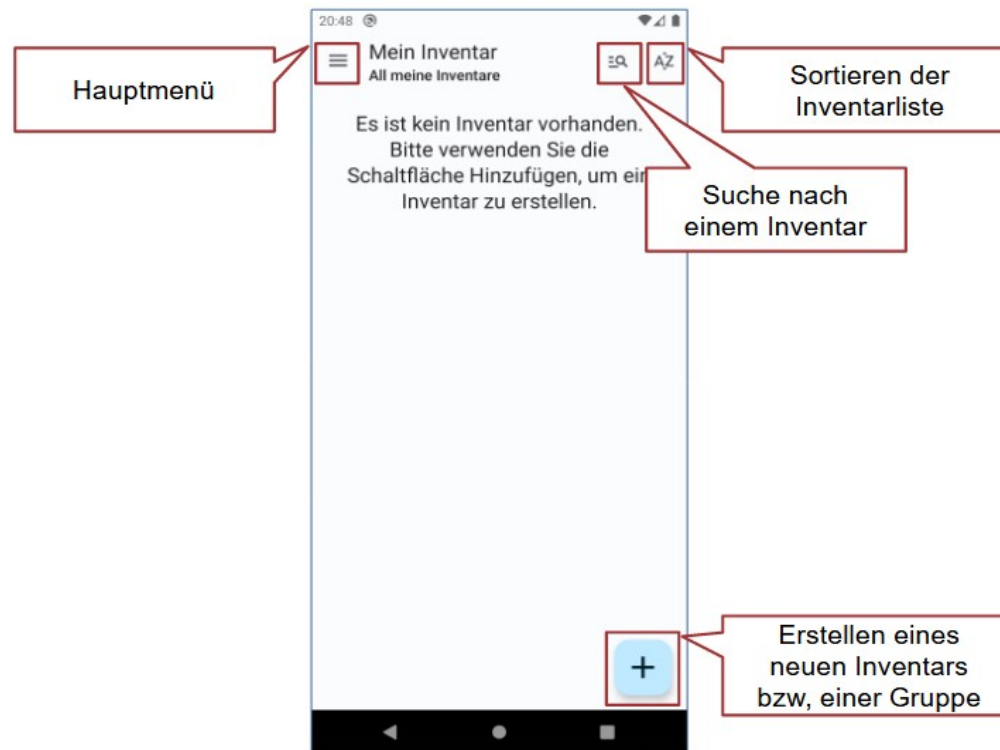 20:48
Mein Inventar
All meine Inventare
AZ
Hauptmenü
Sortieren der
Inventarliste
Es ist kein Inventar vorhanden.
Bitte verwenden Sie die
Schaltfläche Hinzufügen, um ein
Inventar zu erstellen.
Suche nach
einem Inventar
Erstellen eines
neuen Inventars
bzw, einer Gruppe